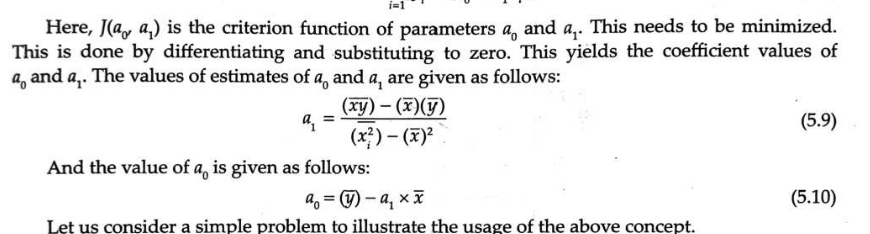 i=1
Here, J(a₀, a₁) is the criterion function of parameters a₀ and a₁. This needs to be minimized.
This is done by differentiating and substituting to zero. This yields the coefficient values of
a₀ and a₁. The values of estimates of a₀ and a₁ are given as follows:
a₁ = ((x̅y̅) − (x̅)(y̅)) / ((x̅ᵢ²) − (x̅)²) (5.9)
And the value of a₀ is given as follows:
a₀ = (y̅) − a₁ × x̅ (5.10)
Let us consider a simple problem to illustrate the usage of the above concept.